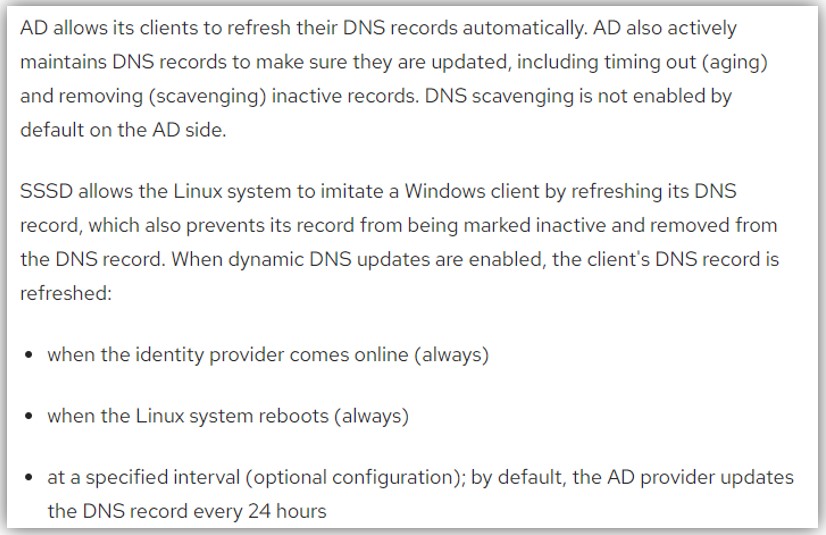 AD allows its clients to refresh their DNS records automatically. AD also actively
maintains DNS records to make sure they are updated, including timing out (aging)
and removing (scavenging) inactive records. DNS scavenging is not enabled by
default on the AD side.
SSSD allows the Linux system to imitate a Windows client by refreshing its DNS
record, which also prevents its record from being marked inactive and removed from
the DNS record. When dynamic DNS updates are enabled, the client's DNS record is
refreshed:
• when the identity provider comes online (always)
• when the Linux system reboots (always)
• at a specified interval (optional configuration); by default, the AD provider updates
the DNS record every 24 hours